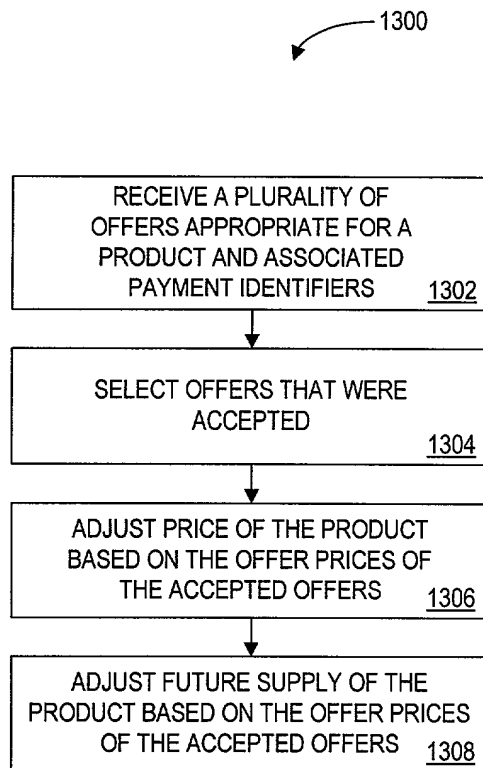 1300
RECEIVE A PLURALITY OF
OFFERS APPROPRIATE FOR A
PRODUCT AND ASSOCIATED
PAYMENT IDENTIFIERS 1302
SELECT OFFERS THAT WERE
ACCEPTED
1304
ADJUST PRICE OF THE PRODUCT
BASED ON THE OFFER PRICES OF
THE ACCEPTED OFFERS 1306
ADJUST FUTURE SUPPLY OF THE
PRODUCT BASED ON THE OFFER PRICES
OF THE ACCEPTED OFFERS 1308